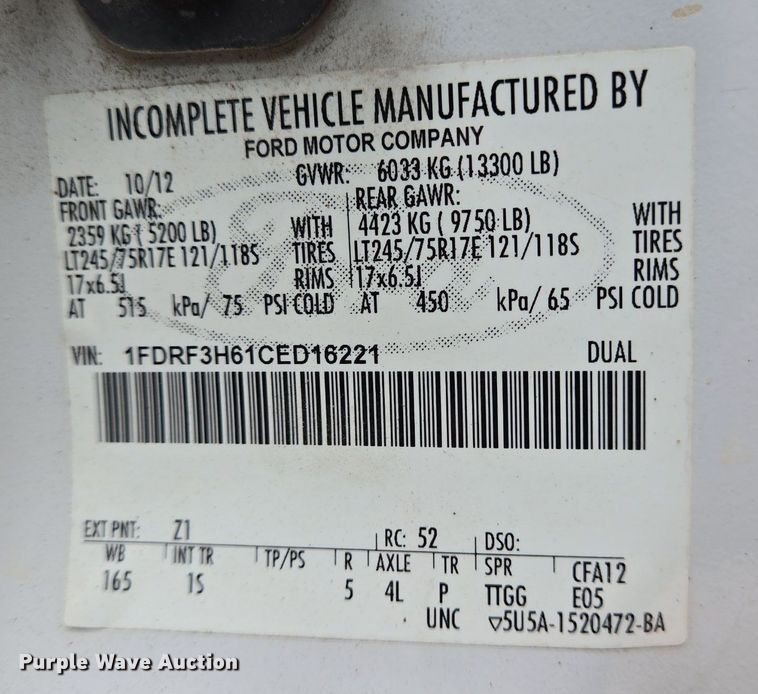 INCOMPLETE VEHICLE MANUFACTURED BY
FORD MOTOR COMPANY
DATE: 10/12 GVWR: 6033 KG (13300 LB)
FRONT GAWR: REAR GAWR:
2359 KG ( 5200 LB) WITH 4423 KG ( 9750 LB) WITH
LT245/75R17E 121/118S TIRES LT245/75R17E 121/118S TIRES
17x6.5J RIMS 17x6.5J RIMS
AT 515 kPa/ 75 PSI COLD AT 450 kPa/ 65 PSI COLD
VIN: 1FDRF3H61CED16221 DUAL
EXT PNT: Z1 RC: 52 DSO:
WB INT TR TP/PS R AXLE TR SPR CFA12
165 1S 5 4L P TTGG E05
UNC ▽5U5A-1520472-BA
Purple Wave Auction